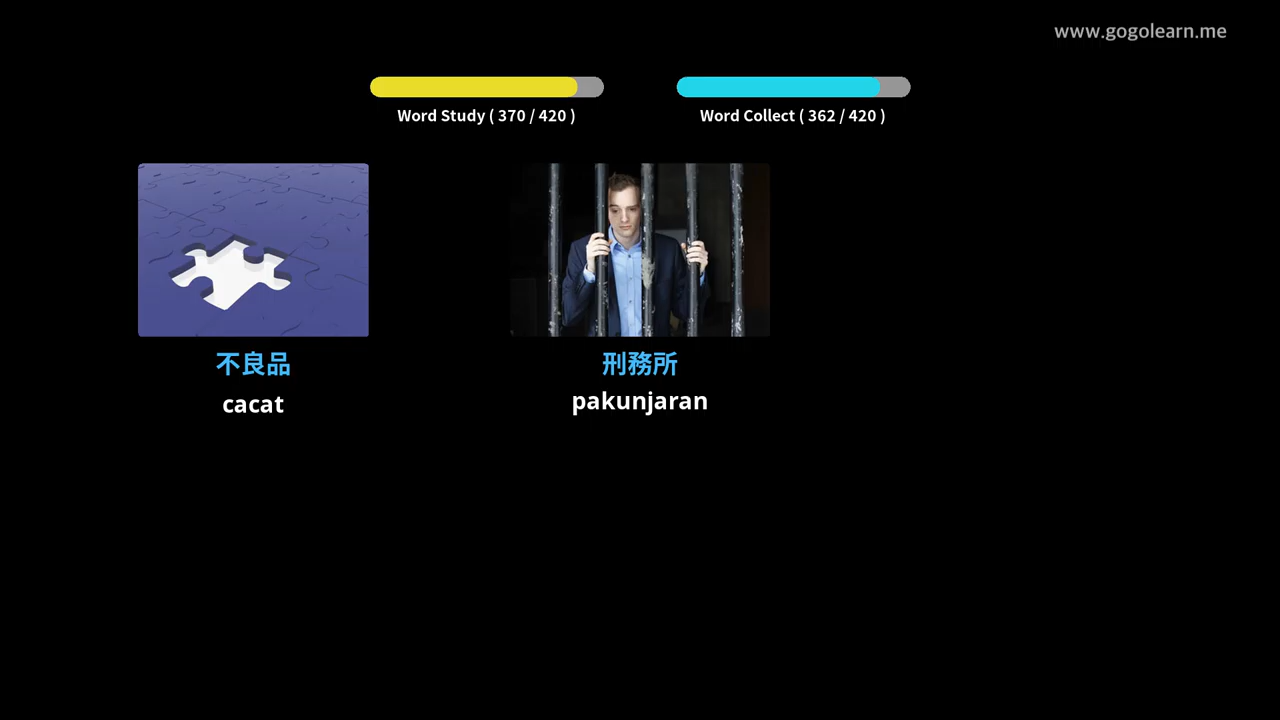 www.gogolearn.me
Word Study ( 370 / 420 )
Word Collect ( 362 / 420 )
不良品
cacat
刑務所
pakunjaran